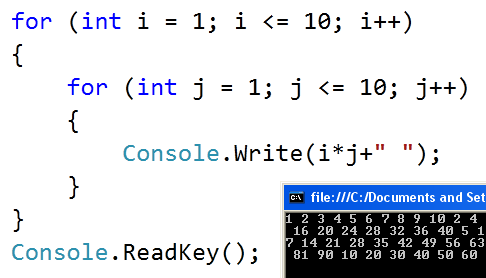 for (int i = 1; i <= 10; i++)
{
for (int j = 1; j <= 10; j++)
{
Console.Write(i*j+" ");
}
}
Console.ReadKey();
file:///C:/Documents and Set
1 2 3 4 5 6 7 8 9 10 2 4
16 20 24 28 32 36 40 5 1
7 14 21 28 35 42 49 56 63
81 90 10 20 30 40 50 60